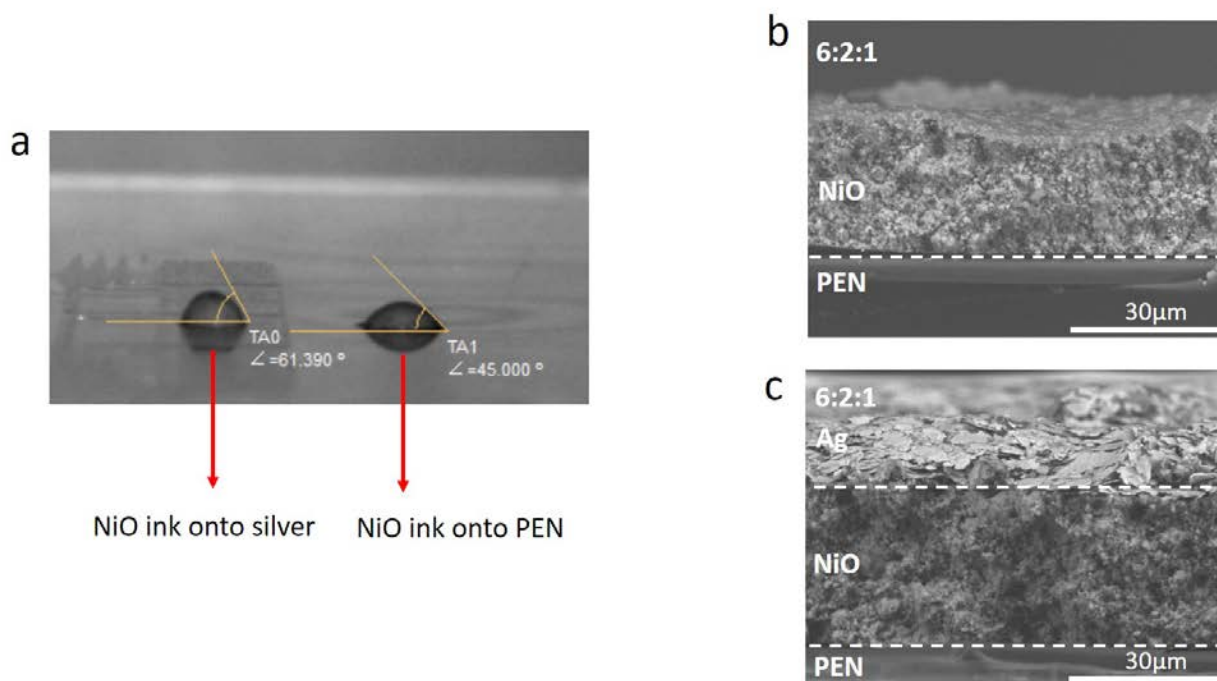 a
TA0
∠=61.390 °
TA1
∠=45.000 °
NiO ink onto silver
NiO ink onto PEN
b
6:2:1
NiO
PEN
30μm
c
6:2:1
Ag
NiO
PEN
30μm